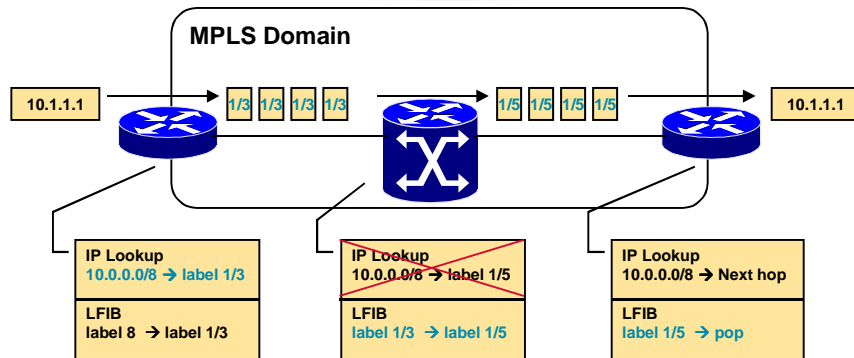 MPLS Domain
10.1.1.1
1/3 1/3 1/3 1/3
1/5 1/5 1/5 1/5
10.1.1.1
IP Lookup
10.0.0.0/8 → label 1/3
LFIB
label 8 → label 1/3
IP Lookup
10.0.0.0/8 → label 1/5
LFIB
label 1/3 → label 1/5
IP Lookup
10.0.0.0/8 → Next hop
LFIB
label 1/5 → pop